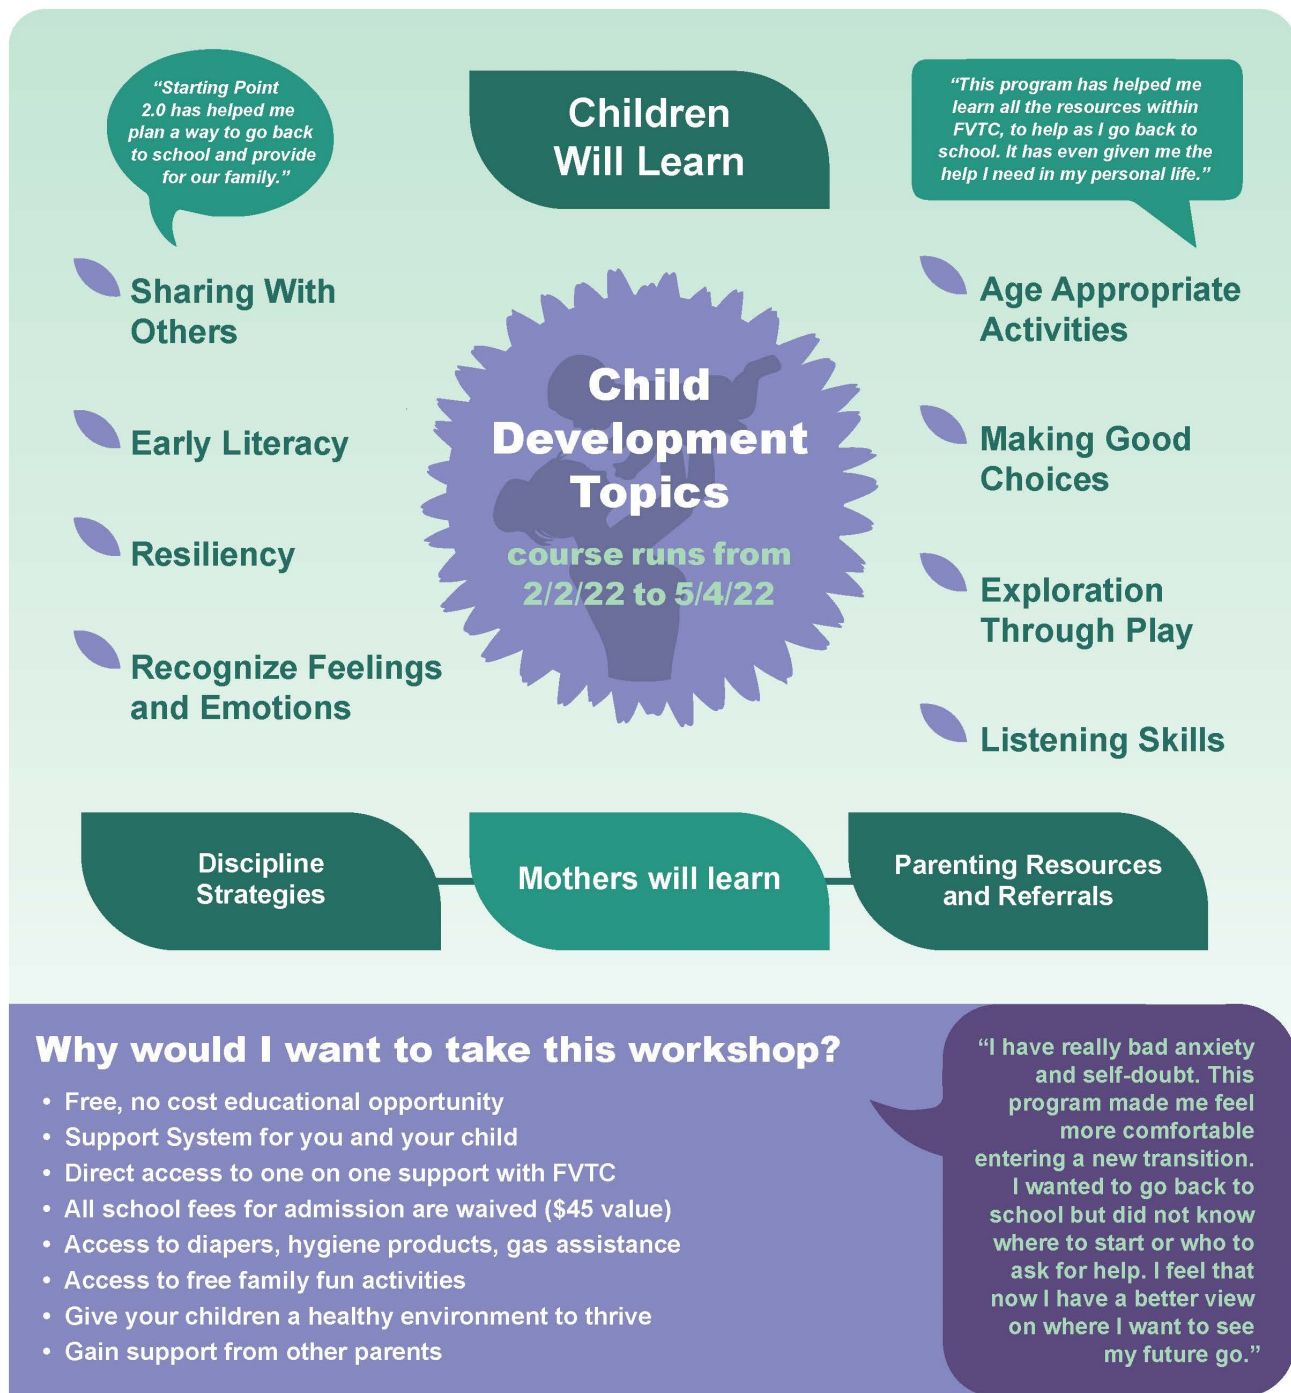 “Starting Point
2.0 has helped me
plan a way to go back
to school and provide
for our family.”
Children
Will Learn
“This program has helped me
learn all the resources within
FVTC, to help as I go back to
school. It has even given me the
help I need in my personal life.”
Sharing With
Others
Early Literacy
Resiliency
Recognize Feelings
and Emotions
Child
Development
Topics
course runs from
2/2/22 to 5/4/22
Age Appropriate
Activities
Making Good
Choices
Exploration
Through Play
Listening Skills
Discipline
Strategies
Mothers will learn
Parenting Resources
and Referrals
Why would I want to take this workshop?
• Free, no cost educational opportunity
• Support System for you and your child
• Direct access to one on one support with FVTC
• All school fees for admission are waived ($45 value)
• Access to diapers, hygiene products, gas assistance
• Access to free family fun activities
• Give your children a healthy environment to thrive
• Gain support from other parents
“I have really bad anxiety
and self-doubt. This
program made me feel
more comfortable
entering a new transition.
I wanted to go back to
school but did not know
where to start or who to
ask for help. I feel that
now I have a better view
on where I want to see
my future go.”